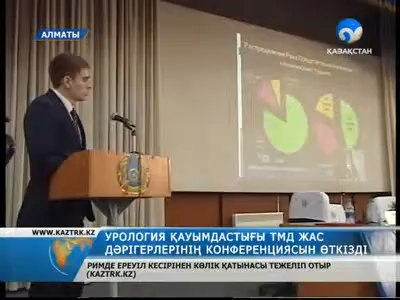 АЛМАТЫ
ҚАЗАҚСТАН
WWW.KAZTRK.KZ
УРОЛОГИЯ ҚАУЫМДАСТЫҒЫ ТМД ЖАС
ДӘРІГЕРЛЕРІНІҢ КОНФЕРЕНЦИЯСЫН ӨТКІЗДІ
РИМДЕ ЕРЕУІЛ КЕСІРІНЕН КӨЛІК ҚАТЫНАСЫ ТЕЖЕЛІП ОТЫР
(KAZTRK.KZ)